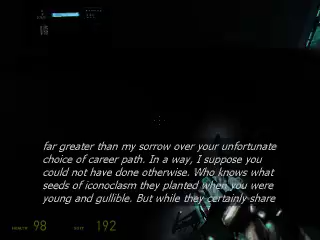 far greater than my sorrow over your unfortunate
choice of career path. In a way, I suppose you
could not have done otherwise. Who knows what
seeds of iconoclasm they planted when you were
young and gullible. But while they certainly share
HEALTH 98 SUIT 192